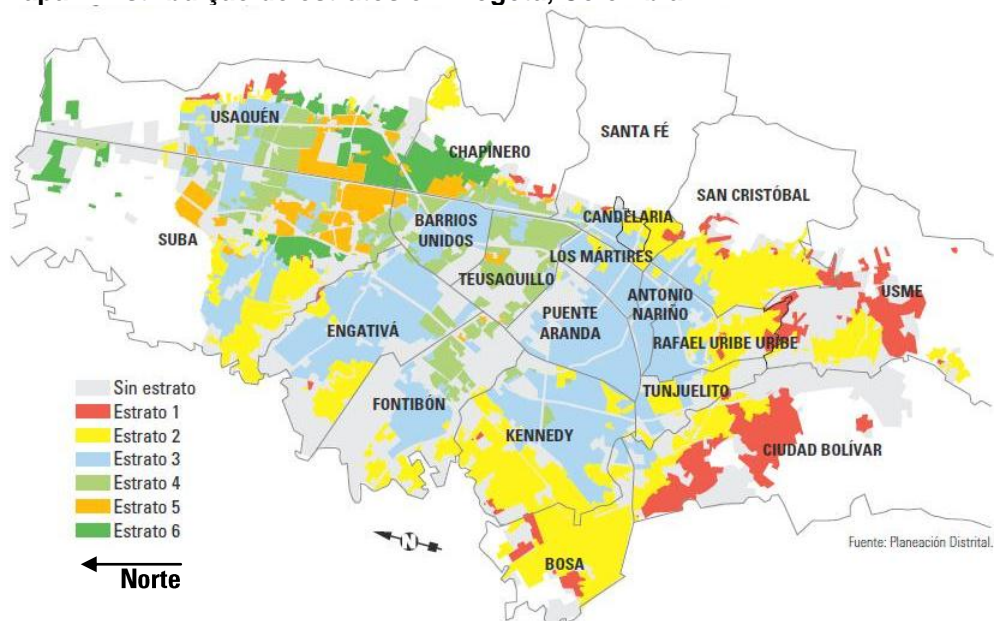 USAQUÉN
CHAPINERO
SANTA FÉ
SAN CRISTÓBAL
CANDELARIA
BARRIOS
UNIDOS
SUBA
LOS MÁRTIRES
TEUSAQUILLO
USME
ANTONIO
NARIÑO
PUENTE
ARANDA
ENGATIVÁ
RAFAEL URIBE URIBE
TUNJUELITO
FONTIBÓN
KENNEDY
CIUDAD BOLÍVAR
BOSA
Sin estrato
Estrato 1
Estrato 2
Estrato 3
Estrato 4
Estrato 5
Estrato 6
N
Norte
Fuente: Planeación Distrital.